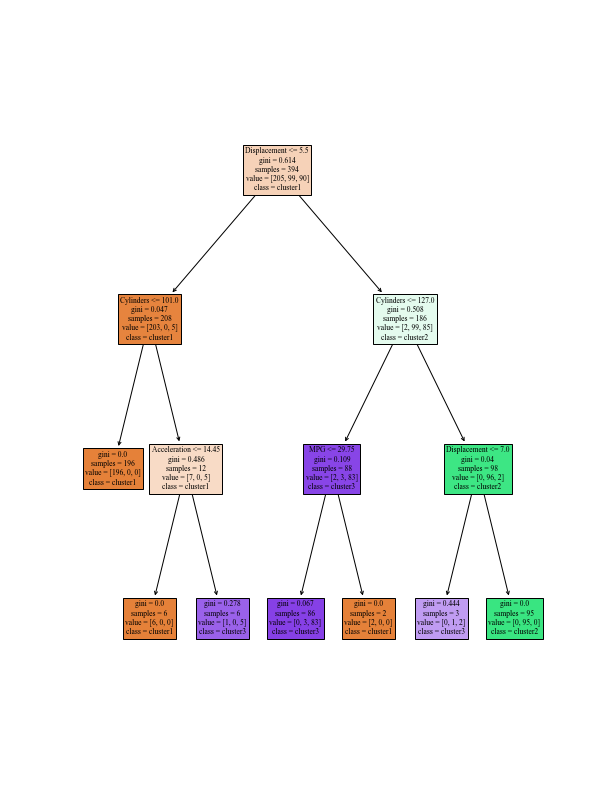 Displacement <= 5.5
gini = 0.614
samples = 394
value = [205, 99, 90]
class = cluster1
Cylinders <= 101.0
gini = 0.047
samples = 208
value = [203, 0, 5]
class = cluster1
Cylinders <= 127.0
gini = 0.508
samples = 186
value = [2, 99, 85]
class = cluster2
gini = 0.0
samples = 196
value = [196, 0, 0]
class = cluster1
Acceleration <= 14.45
gini = 0.486
samples = 12
value = [7, 0, 5]
class = cluster1
MPG <= 29.75
gini = 0.109
samples = 88
value = [2, 3, 83]
class = cluster3
Displacement <= 7.0
gini = 0.04
samples = 98
value = [0, 96, 2]
class = cluster2
gini = 0.0
samples = 6
value = [6, 0, 0]
class = cluster1
gini = 0.278
samples = 6
value = [1, 0, 5]
class = cluster3
gini = 0.067
samples = 86
value = [0, 3, 83]
class = cluster3
gini = 0.0
samples = 2
value = [2, 0, 0]
class = cluster1
gini = 0.444
samples = 3
value = [0, 1, 2]
class = cluster3
gini = 0.0
samples = 95
value = [0, 95, 0]
class = cluster2